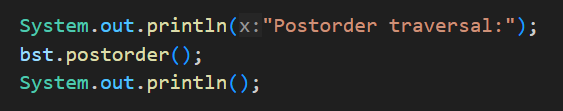 System.out.println(x:"Postorder traversal:");
bst.postorder();
System.out.println();